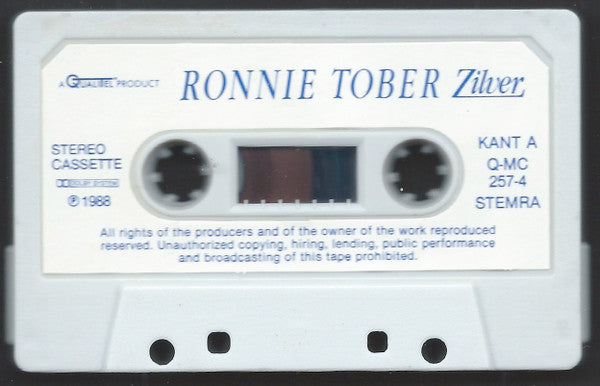 A QUALITEL PRODUCT
RONNIE TOBER Zilver
STEREO
CASSETTE
DOLBY SYSTEM
℗ 1988
KANT A
Q-MC
257-4
STEMRA
All rights of the producers and of the owner of the work reproduced
reserved. Unauthorized copying, hiring, lending, public performance
and broadcasting of this tape prohibited.